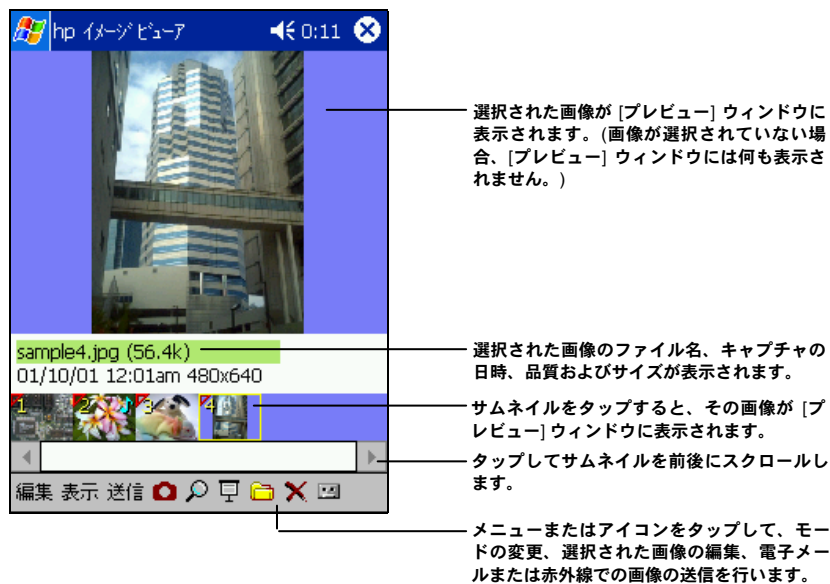 hp イメージ ビューア 0:11
選択された画像が [プレビュー] ウィンドウに
表示されます。(画像が選択されていない場
合、[プレビュー] ウィンドウには何も表示さ
れません。)
sample4.jpg (56.4k)
01/10/01 12:01am 480x640
選択された画像のファイル名、キャプチャの
日時、品質およびサイズが表示されます。
1 2 3 4
サムネイルをタップすると、その画像が [プ
レビュー] ウィンドウに表示されます。
タップしてサムネイルを前後にスクロールし
ます。
編集 表示 送信
メニューまたはアイコンをタップして、モー
ドの変更、選択された画像の編集、電子メー
ルまたは赤外線での画像の送信を行います。